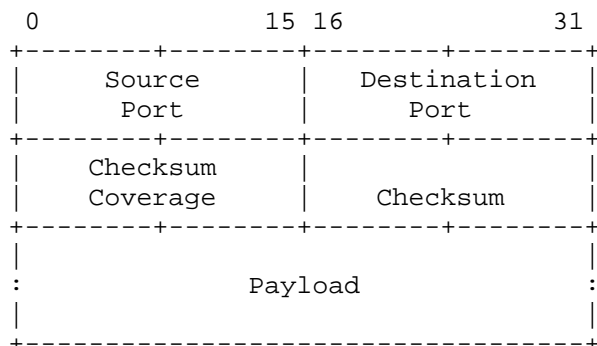 0 15 16 31
+--------+--------+--------+--------+
| Source | Destination |
| Port | Port |
+--------+--------+--------+--------+
| Checksum | |
| Coverage | Checksum |
+--------+--------+--------+--------+
| |
: Payload :
| |
+-----------------------------------+